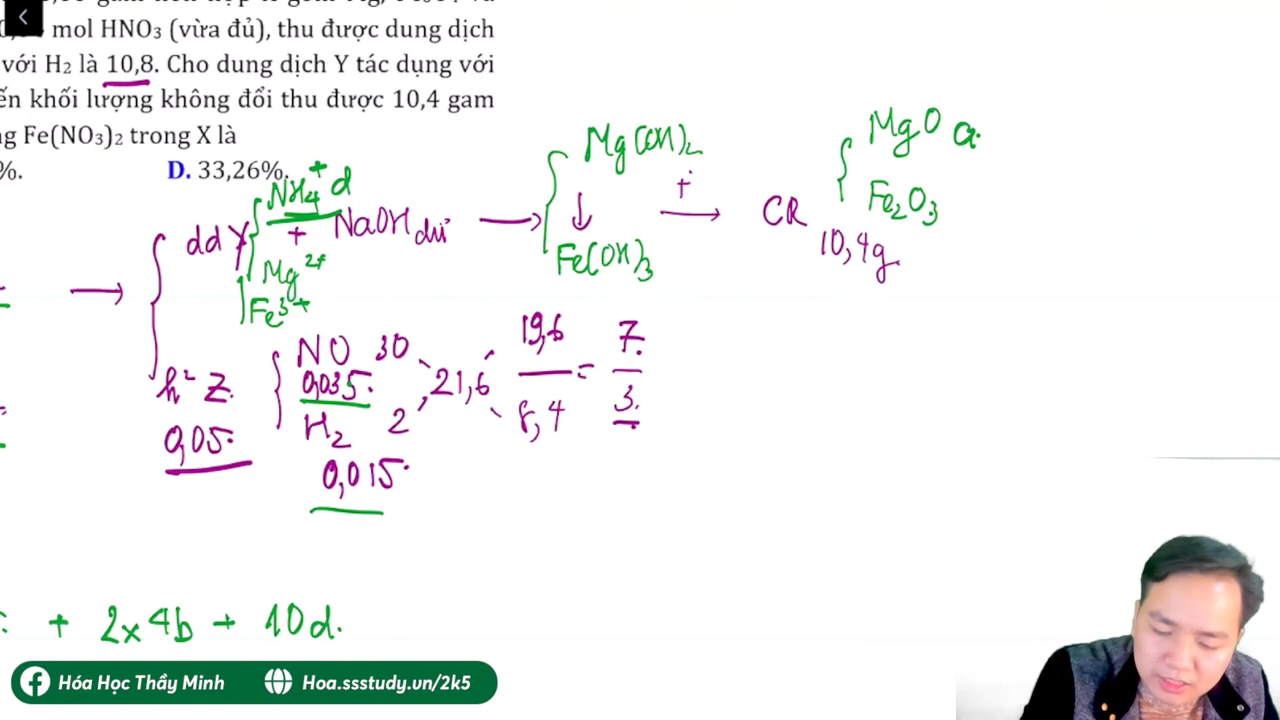 mol HNO₃ (vừa đủ), thu được dung dịch
với H₂ là 10,8. Cho dung dịch Y tác dụng với
ến khối lượng không đổi thu được 10,4 gam
g Fe(NO₃)₂ trong X là
%. D. 33,26%.
NH₄⁺ d
dd Y + NaOH dư
Mg²⁺
Fe³⁺
Mg(OH)₂
↓
Fe(OH)₃
t°
CR
10,4g
MgO a.
Fe₂O₃
h² Z.
0,05.
NO 30
0,035.
H₂ 2
0,015.
21,6
19,6
8,4
= 7.
3.
+ 2x4b + 10d.
Hóa Học Thầy Minh
Hoa.ssstudy.vn/2k5